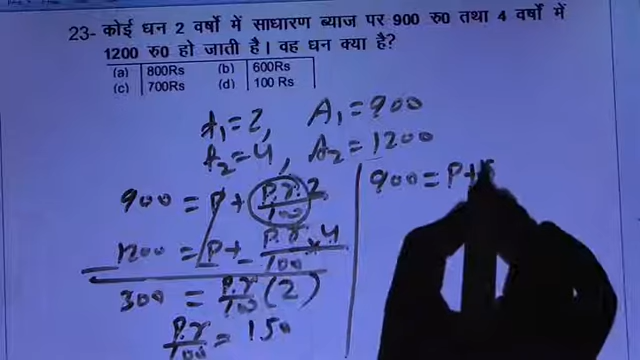 23- कोई धन 2 वर्षो में साधारण ब्याज पर 900 रु0 तथा 4 वर्षो में
1200 रु0 हो जाती है। वह धन क्या है?
(a) 800Rs (b) 600Rs
(c) 700Rs (d) 100 Rs
t₁=2, A₁=900
t₂=4, A₂=1200
900 = P + P.r.2/100
1200 = P + P.r.×4/100
300 = P.r/100 (2)
P.r/100 = 150
900 = P+